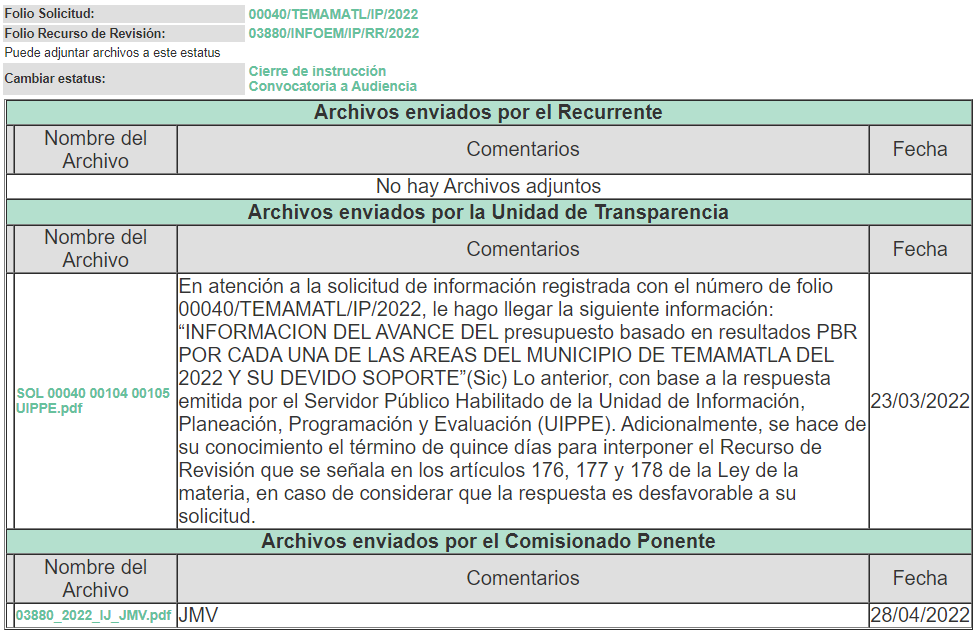 Folio Solicitud: 00040/TEMAMATL/IP/2022
Folio Recurso de Revisión: 03880/INFOEM/IP/RR/2022
Puede adjuntar archivos a este estatus
Cambiar estatus: Cierre de instrucción
Convocatoria a Audiencia
Archivos enviados por el Recurrente
Nombre del Archivo Comentarios Fecha
No hay Archivos adjuntos
Archivos enviados por la Unidad de Transparencia
Nombre del Archivo Comentarios Fecha
SOL 00040 00104 00105
UIPPE.pdf
En atención a la solicitud de información registrada con el número de folio
00040/TEMAMATL/IP/2022, le hago llegar la siguiente información:
“INFORMACION DEL AVANCE DEL presupuesto basado en resultados PBR
POR CADA UNA DE LAS AREAS DEL MUNICIPIO DE TEMAMATLA DEL
2022 Y SU DEVIDO SOPORTE”(Sic) Lo anterior, con base a la respuesta
emitida por el Servidor Público Habilitado de la Unidad de Información,
Planeación, Programación y Evaluación (UIPPE). Adicionalmente, se hace de
su conocimiento el término de quince días para interponer el Recurso de
Revisión que se señala en los artículos 176, 177 y 178 de la Ley de la
materia, en caso de considerar que la respuesta es desfavorable a su
solicitud.
23/03/2022
Archivos enviados por el Comisionado Ponente
Nombre del Archivo Comentarios Fecha
03880_2022_IJ_JMV.pdf JMV 28/04/2022